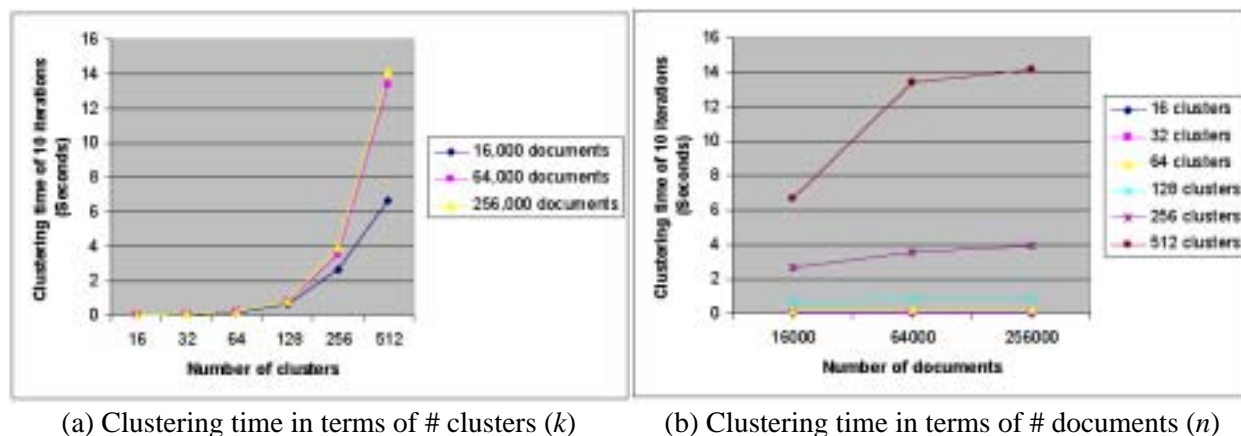 16
14
12
10
8
6
4
2
0
Clustering time of 10 iterations
(Seconds)
16 32 64 128 256 512
Number of clusters
16,000 documents
64,000 documents
256,000 documents
16
14
12
10
8
6
4
2
0
Clustering time of 10 iterations
(Seconds)
16000 64000 256000
Number of documents
16 clusters
32 clusters
64 clusters
128 clusters
256 clusters
512 clusters
(a) Clustering time in terms of # clusters (k)
(b) Clustering time in terms of # documents (n)